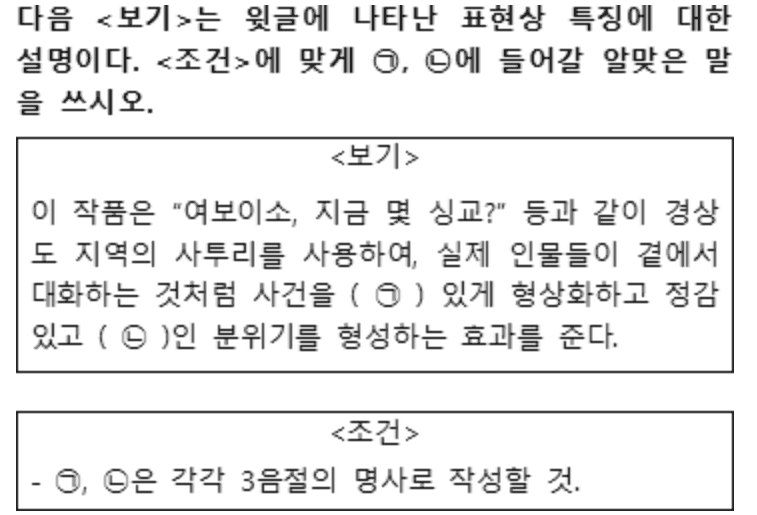 다음 <보기>는 윗글에 나타난 표현상 특징에 대한
설명이다. <조건>에 맞게 ㉠, ㉡에 들어갈 알맞은 말
을 쓰시오.
<보기>
이 작품은 “여보이소, 지금 몇 싱교?” 등과 같이 경상
도 지역의 사투리를 사용하여, 실제 인물들이 곁에서
대화하는 것처럼 사건을 ( ㉠ ) 있게 형상화하고 정감
있고 ( ㉡ )인 분위기를 형성하는 효과를 준다.
<조건>
- ㉠, ㉡은 각각 3음절의 명사로 작성할 것.